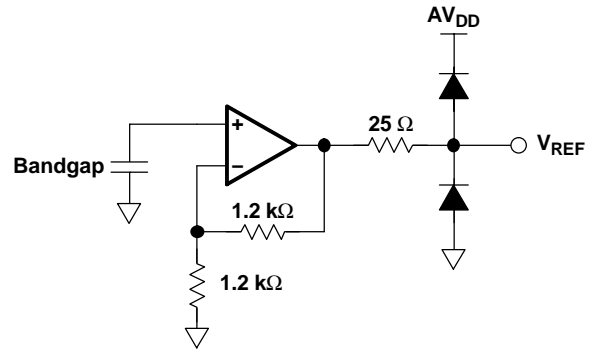 AVDD
+
25 Ω
VREF
Bandgap
−
1.2 kΩ
1.2 kΩ